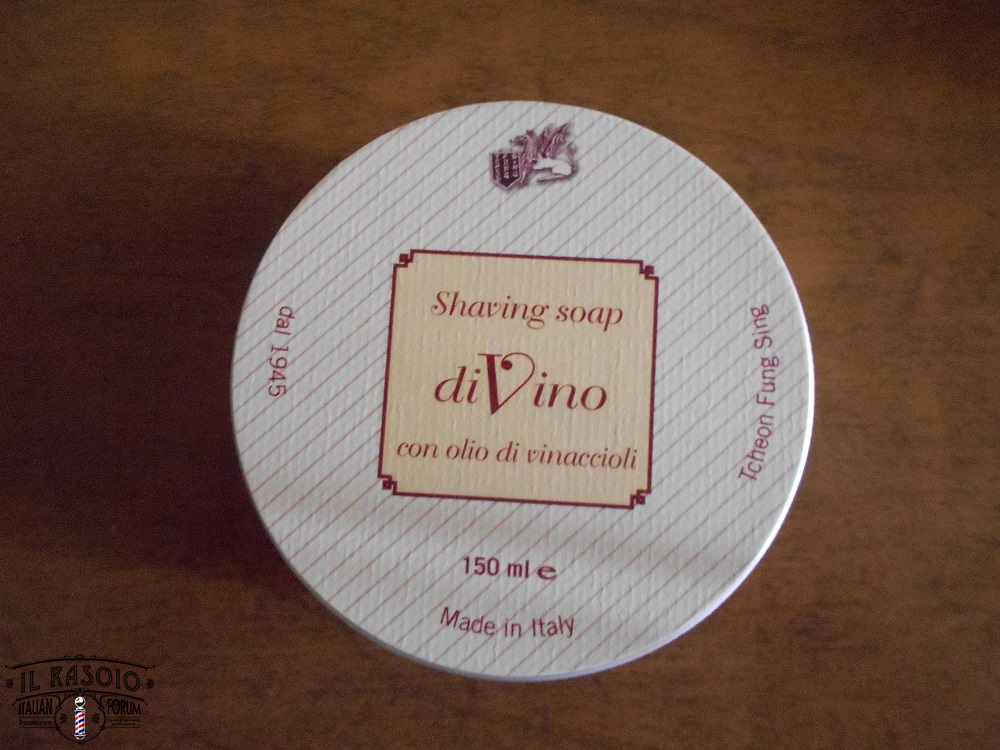 Shaving soap
diVino
con olio di vinaccioli
dal 1945
Tcheon Fung Sing
150 ml e
Made in Italy
IL RASOIO
ITALIAN FORUM